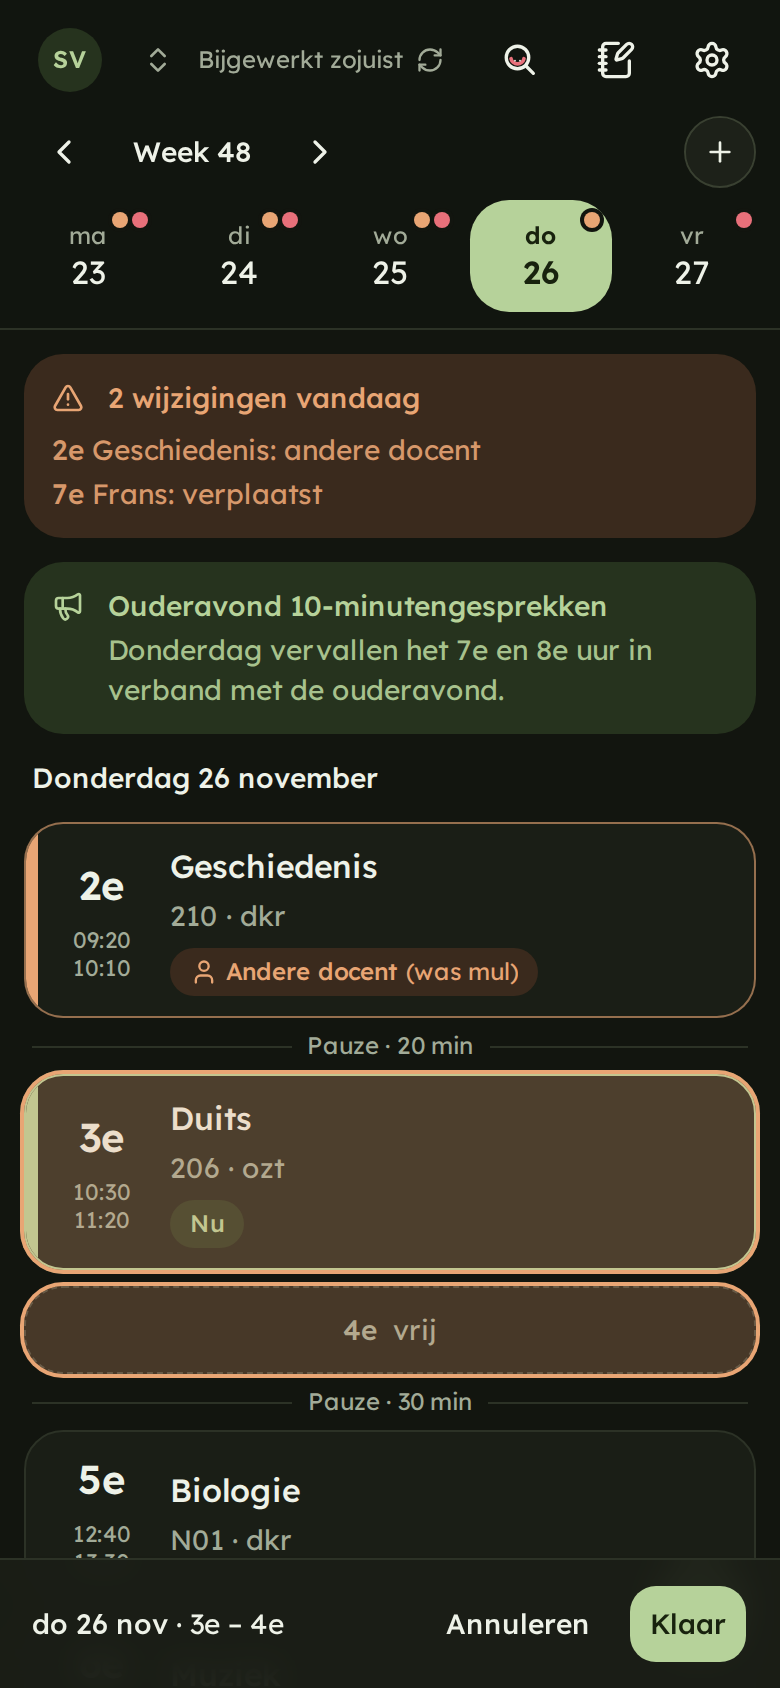 SV
Bijgewerkt zojuist
Week 48
ma di wo do vr
23 24 25 26 27
2 wijzigingen vandaag
2e Geschiedenis: andere docent
7e Frans: verplaatst
Ouderavond 10-minutengesprekken
Donderdag vervallen het 7e en 8e uur in
verband met de ouderavond.
Donderdag 26 november
2e
09:20
10:10
Geschiedenis
210 · dkr
Andere docent (was mul)
Pauze · 20 min
3e
10:30
11:20
Duits
206 · ozt
Nu
4e vrij
Pauze · 30 min
5e
12:40
Biologie
N01 · dkr
do 26 nov · 3e – 4e
Annuleren
Klaar
Muziek